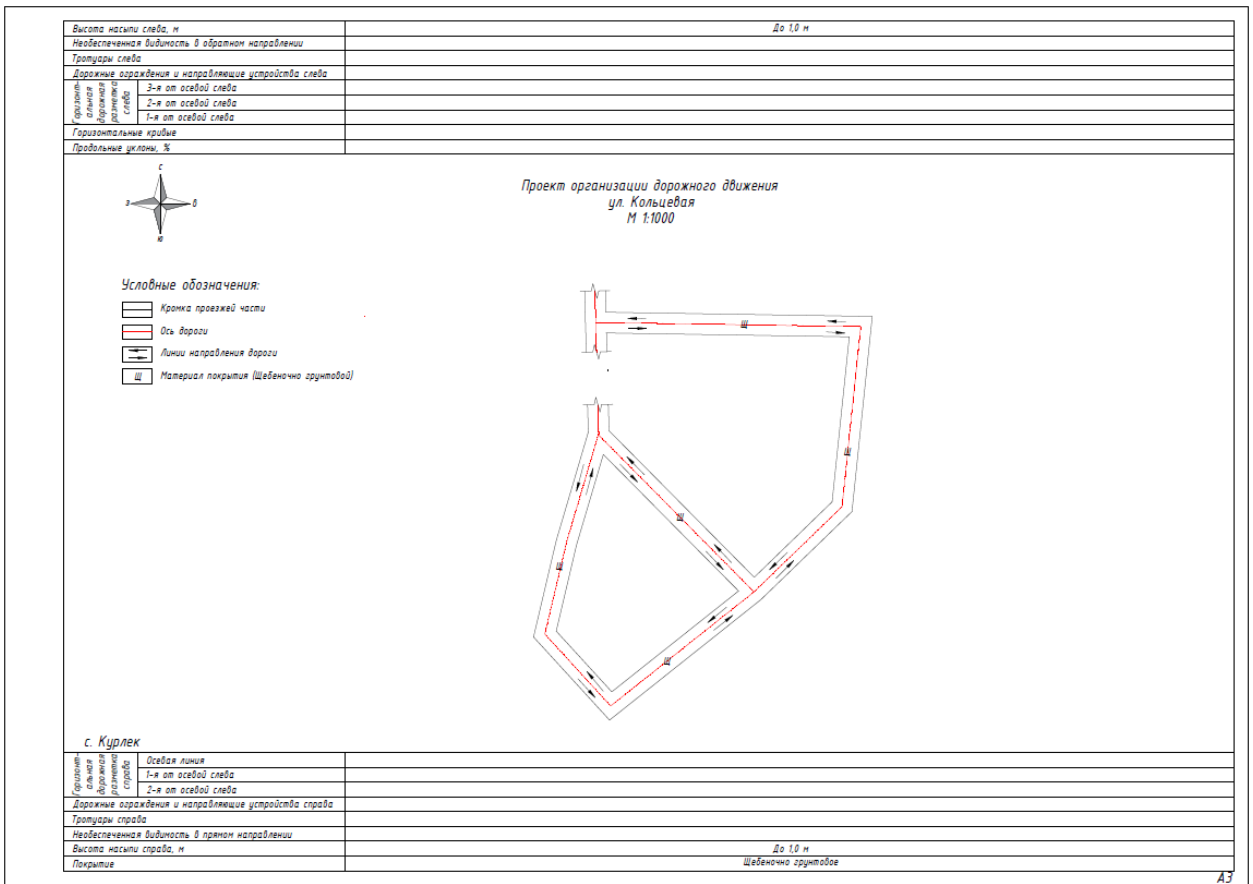 Высота насыпи слева, м
До 1,0 м
Необеспеченная видимость в обратном направлении
Тротуары слева
Дорожные ограждения и направляющие устройства слева
Горизонт-
альная
дорожная
разметка
слева
3-я от осевой слева
2-я от осевой слева
1-я от осевой слева
Горизонтальные кривые
Продольные уклоны, %
с
з
в
ю
Проект организации дорожного движения
ул. Кольцевая
М 1:1000
Условные обозначения:
Кромка проезжей части
Ось дороги
Линии направления дороги
Щ Материал покрытия (Щебеночно грунтовой)
Щ
Щ
Щ
Щ
Щ
с. Курлек
Горизонт-
альная
дорожная
разметка
справа
Осевая линия
1-я от осевой слева
2-я от осевой слева
Дорожные ограждения и направляющие устройства справа
Тротуары справа
Необеспеченная видимость в прямом направлении
Высота насыпи справа, м
До 1,0 м
Покрытие
Щебеночно грунтовое
А3